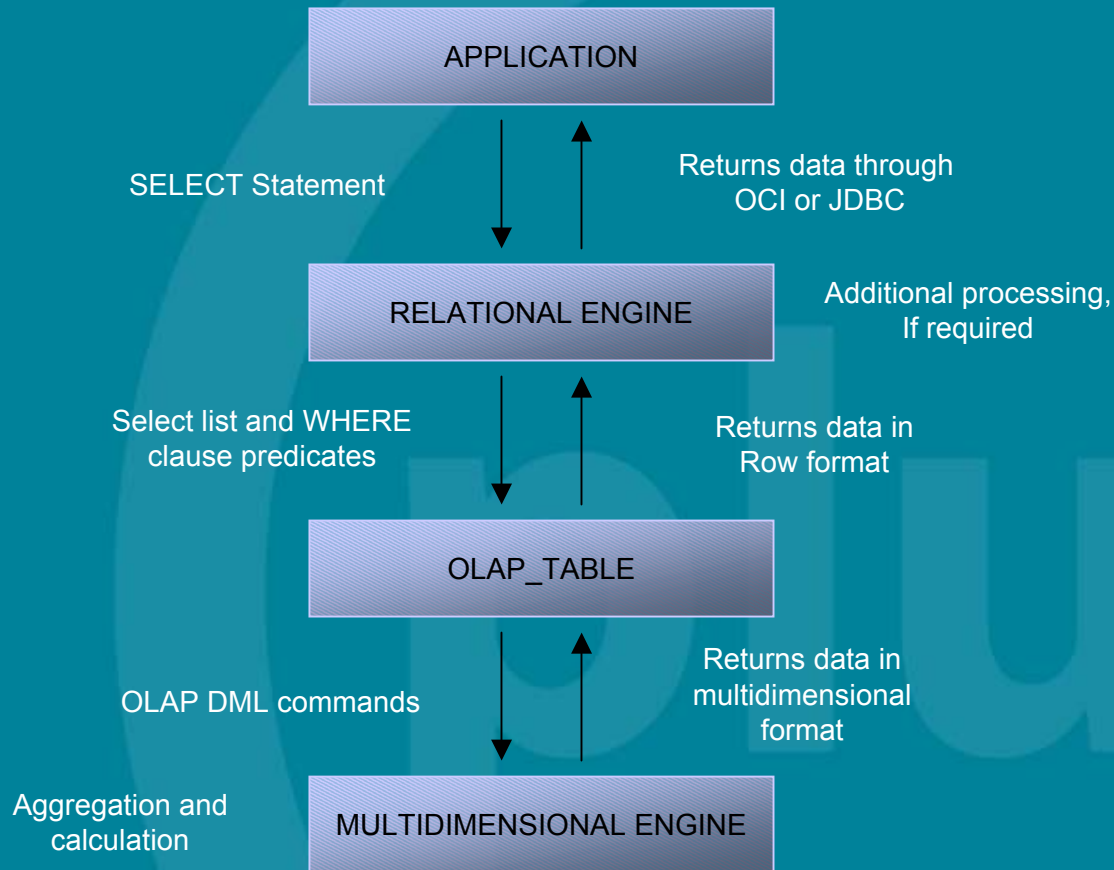 APPLICATION
SELECT Statement
Returns data through
OCI or JDBC
RELATIONAL ENGINE
Additional processing,
If required
Select list and WHERE
clause predicates
Returns data in
Row format
OLAP_TABLE
OLAP DML commands
Returns data in
multidimensional
format
Aggregation and
calculation
MULTIDIMENSIONAL ENGINE
plu